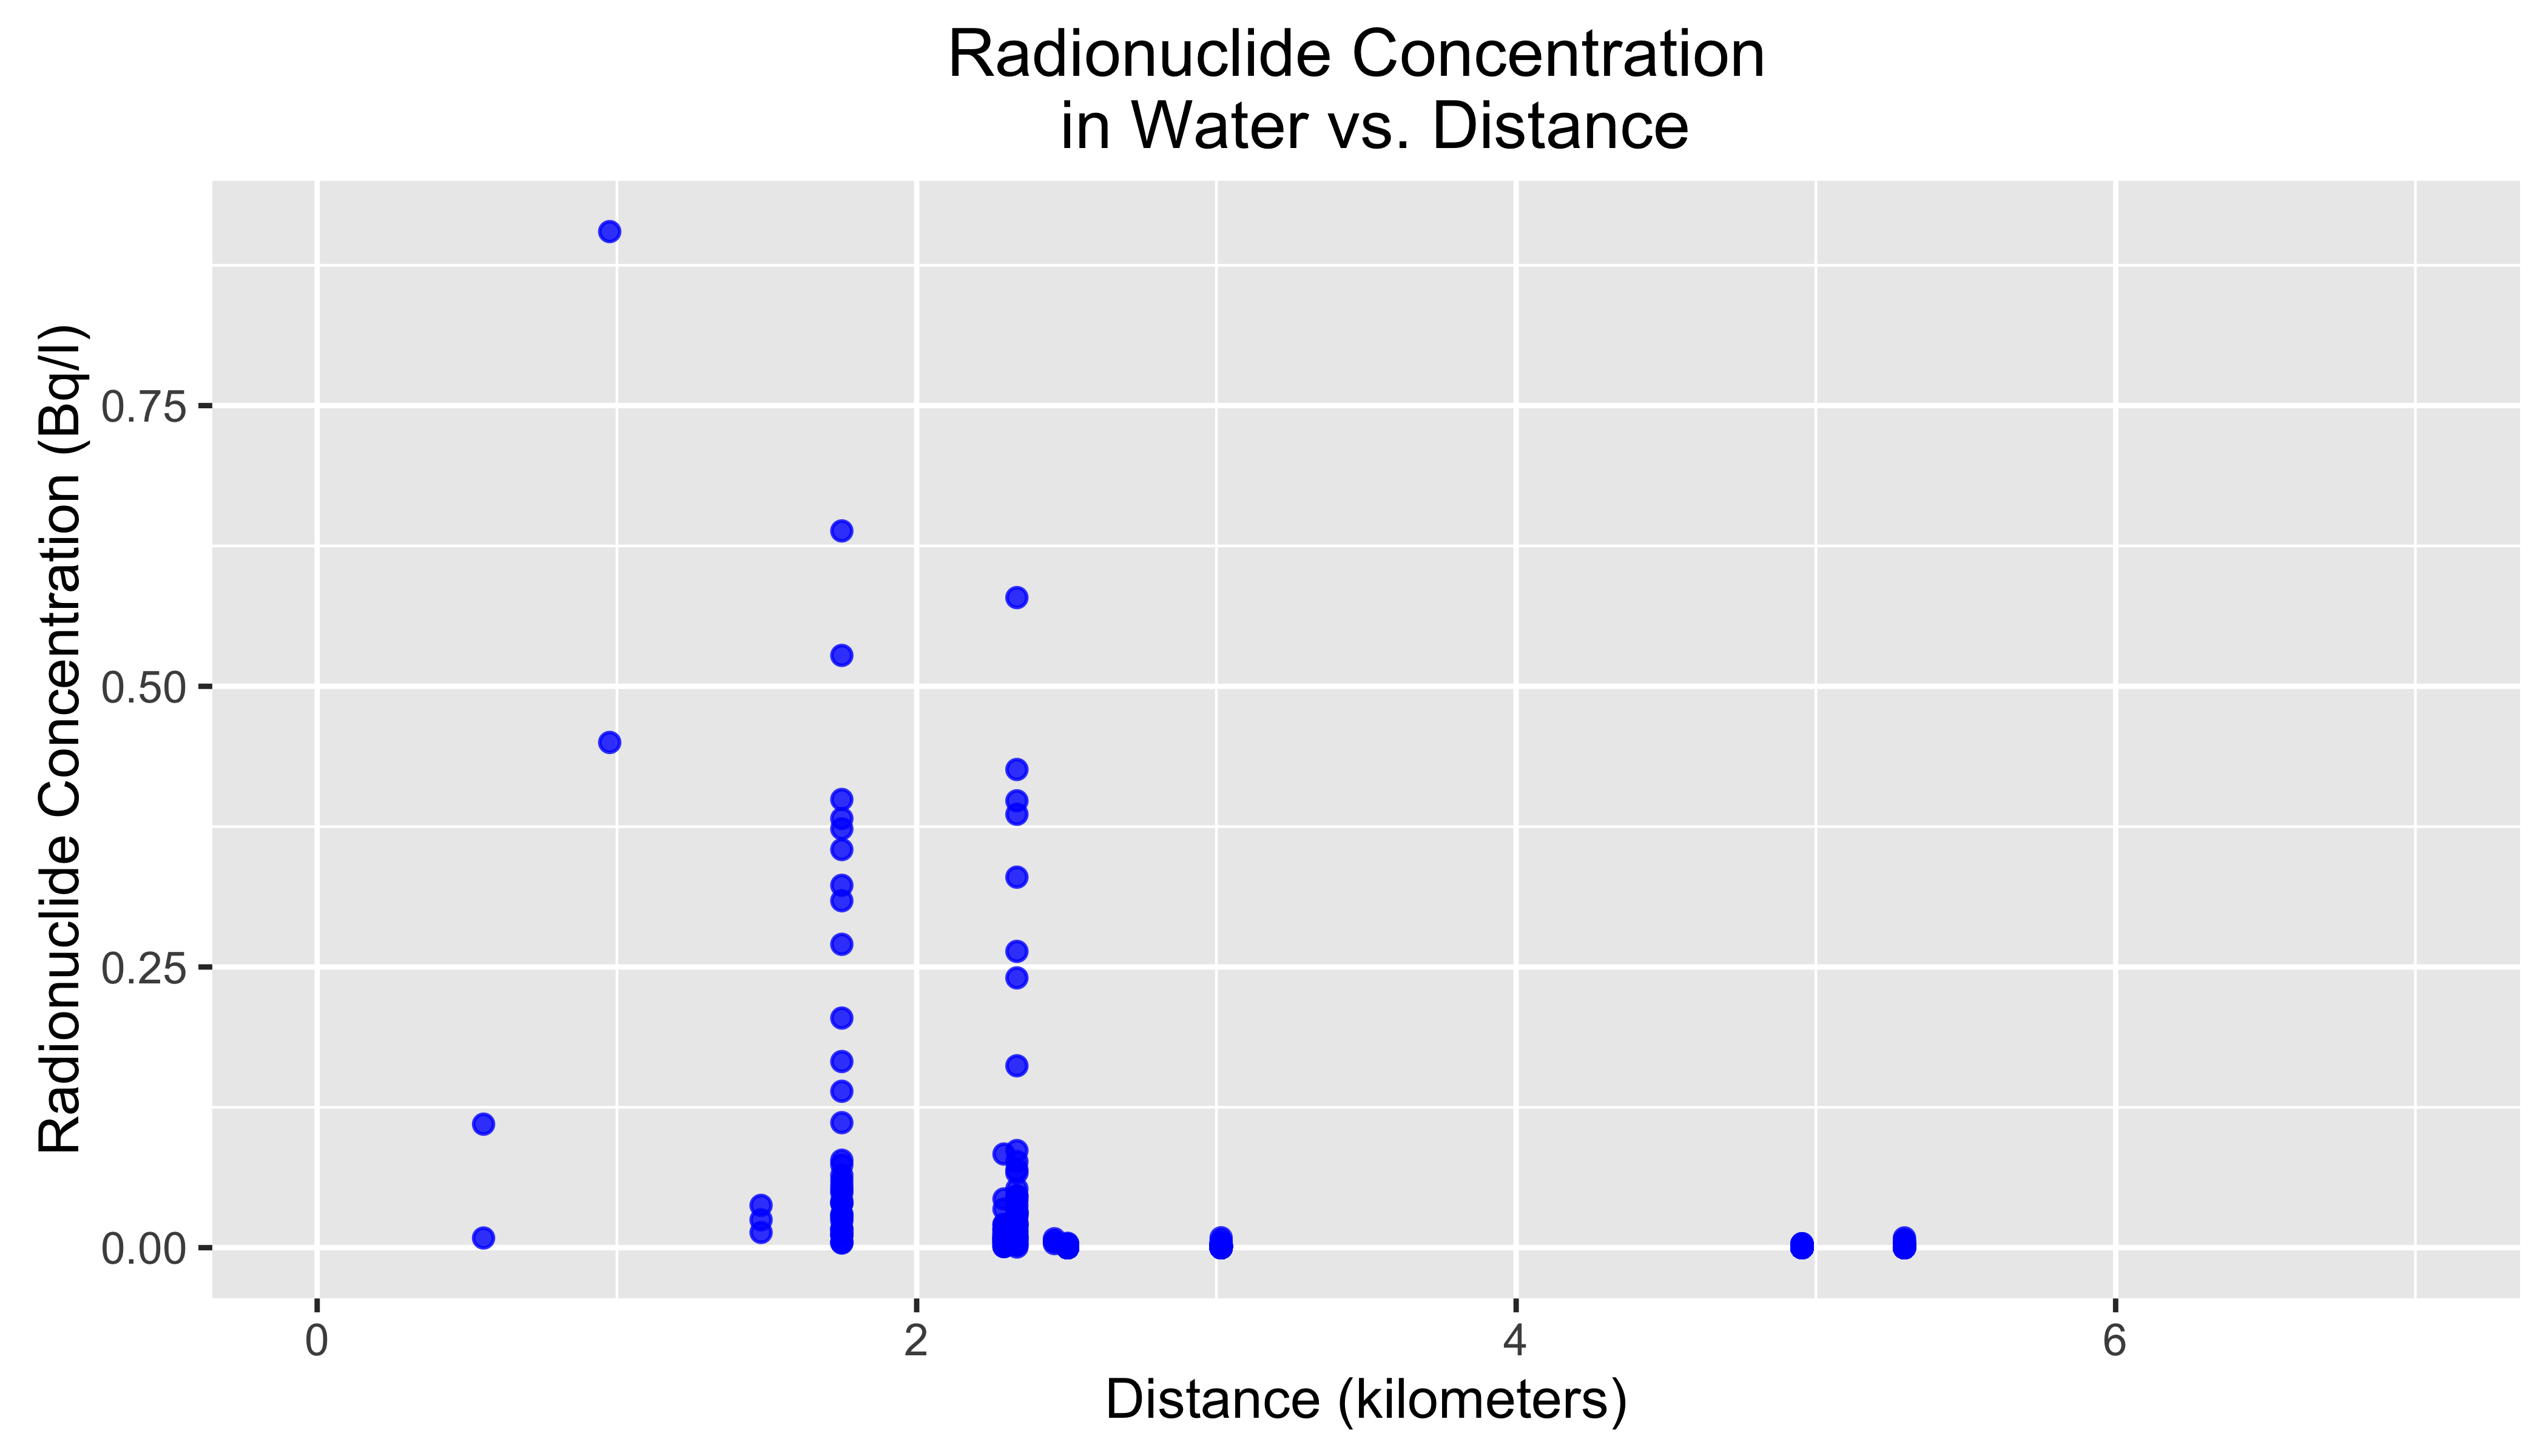 Radionuclide Concentration
in Water vs. Distance
Radionuclide Concentration (Bq/l)
0.75
0.50
0.25
0.00
0 2 4 6
Distance (kilometers)